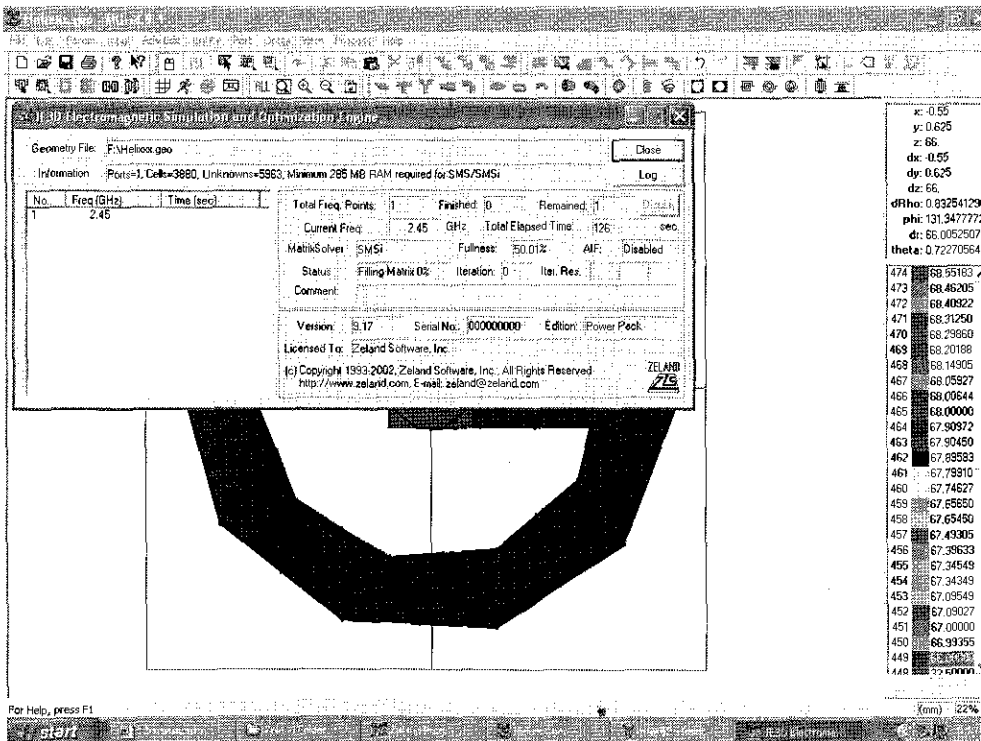 File
Help
IE3D Electromagnetic Simulation and Optimization Engine
Geometry File: F:\Helixxx.geo
Close
Information Ports=1, Cells=3880, Unknowns=5963, Minimum 285 MB RAM required for SMS/SMSi
Log
No. Freq (GHz) Time (sec)
1 2.45
Total Freq. Points: 1 Finished: 0 Remained: 1
Current Freq: 2.45 GHz Total Elapsed Time: 126 sec
MatrixSolver SMSi Fullness: 50.01% AIF: Disabled
Status Filling Matrix 0% Iteration: 0 Iter. Res.
Comment:
Version: 9.17 Serial No.: 000000000 Edition: Power Pack
Licensed To: Zeland Software, Inc.
(c) Copyright 1993-2002, Zeland Software, Inc., All Rights Reserved
http://www.zeland.com, E-mail: zeland@zeland.com
ZELAND
x: -0.55
y: 0.625
z: 66.
dx: -0.55
dy: 0.625
dz: 66.
dRho: 0.83254129
phi: 131.3477772
dr: 66.0052507
theta: 0.72270564
474 68.55183
473 68.46205
472 68.40922
471 68.31250
470 68.29860
469 68.20188
468 68.14905
467 68.05927
466 68.00644
465 68.00000
464 67.90972
463 67.90450
462 67.89593
461 67.79910
460 67.74627
459 67.65650
458 67.65450
457 67.49305
456 67.39633
455 67.34549
454 67.34349
453 67.09549
452 67.09027
451 67.00000
450 66.99355
449
448
For Help, press F1
(mm) 22%
start